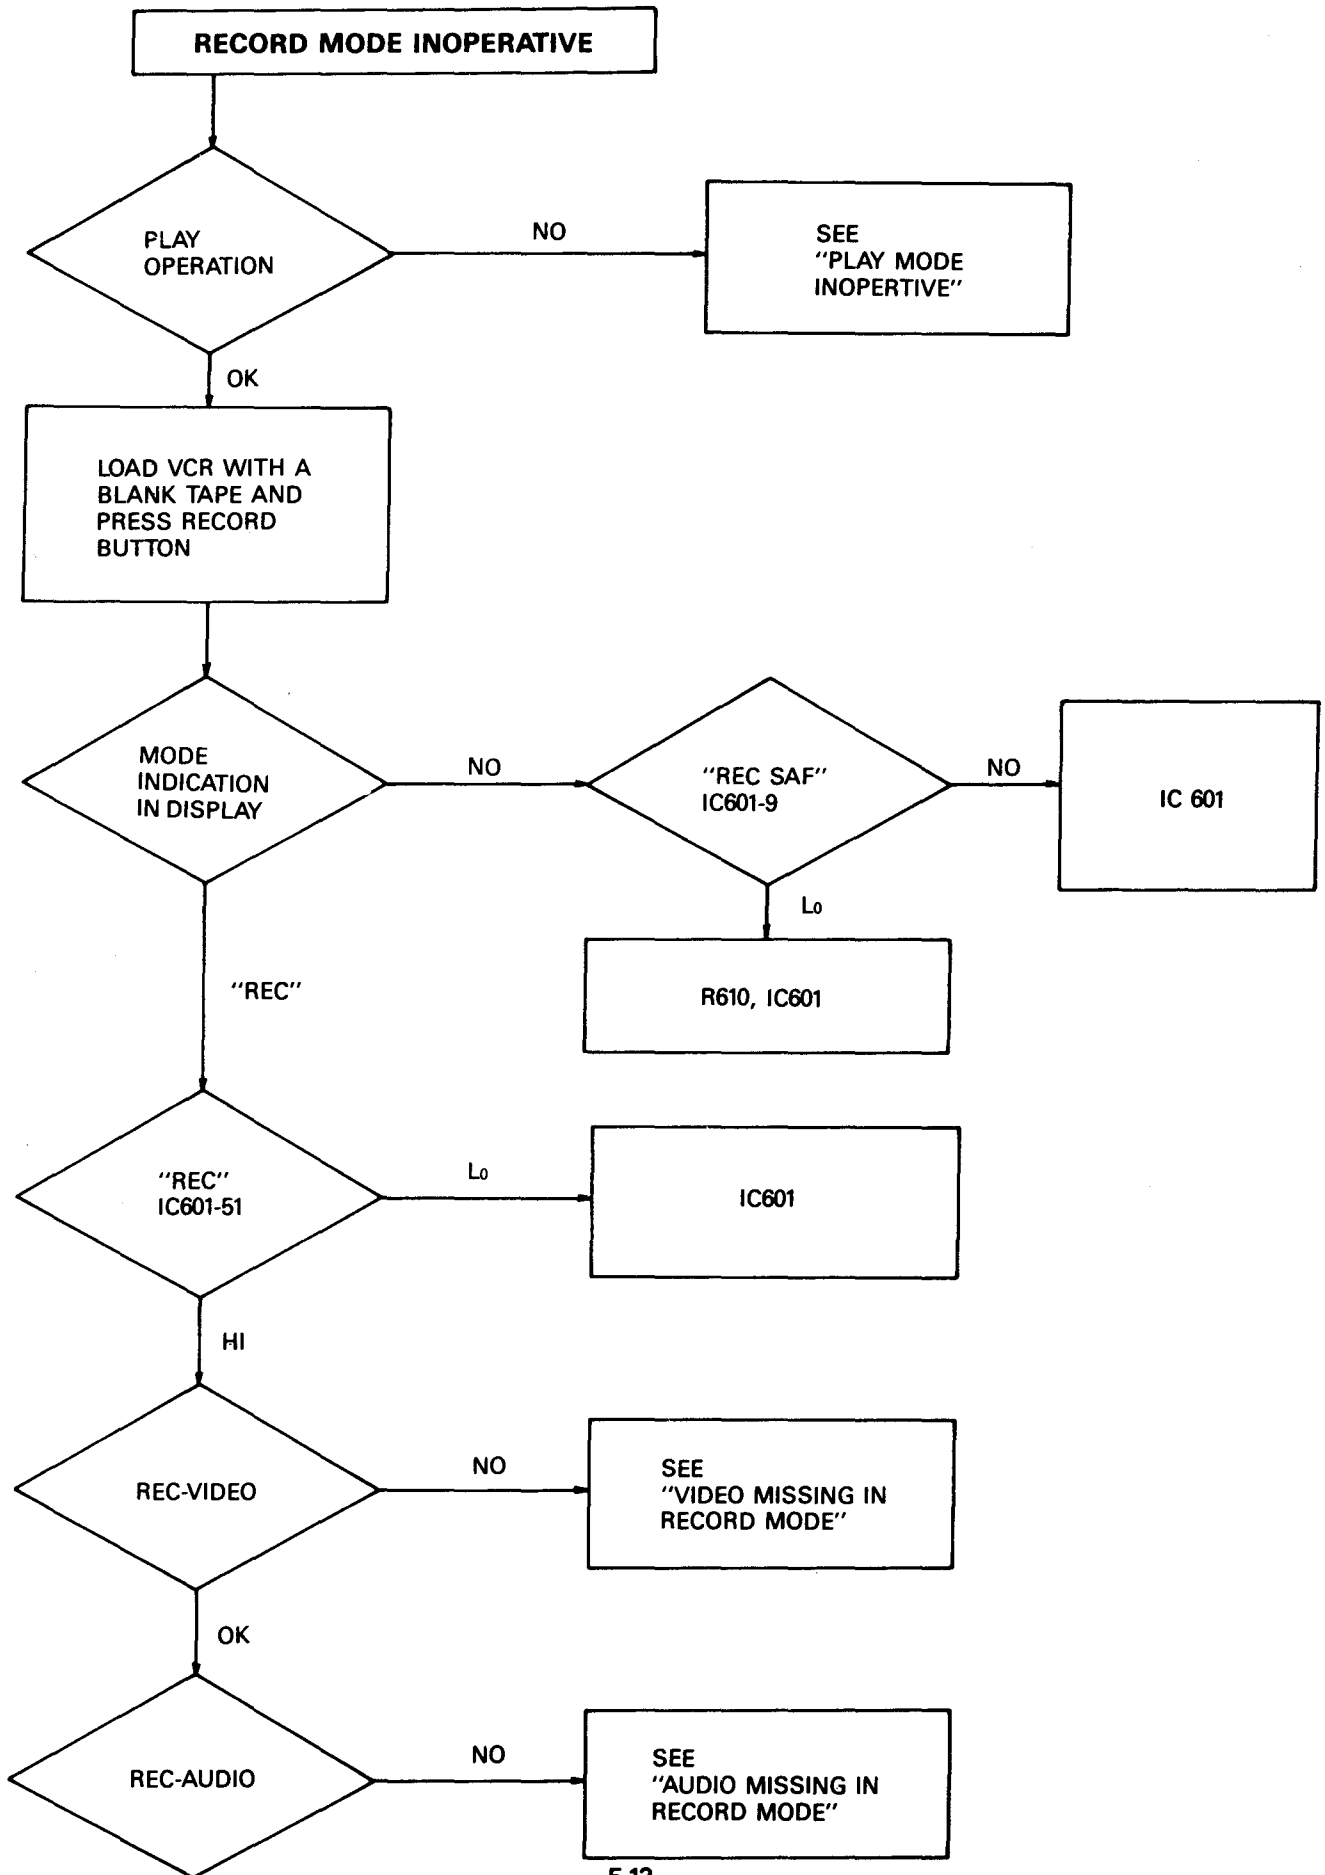 RECORD MODE INOPERATIVE
PLAY
OPERATION
NO
SEE
"PLAY MODE
INOPERTIVE"
OK
LOAD VCR WITH A
BLANK TAPE AND
PRESS RECORD
BUTTON
MODE
INDICATION
IN DISPLAY
NO
"REC SAF"
IC601-9
NO
IC 601
Lo
R610, IC601
"REC"
"REC"
IC601-51
Lo
IC601
HI
REC-VIDEO
NO
SEE
"VIDEO MISSING IN
RECORD MODE"
OK
REC-AUDIO
NO
SEE
"AUDIO MISSING IN
RECORD MODE"